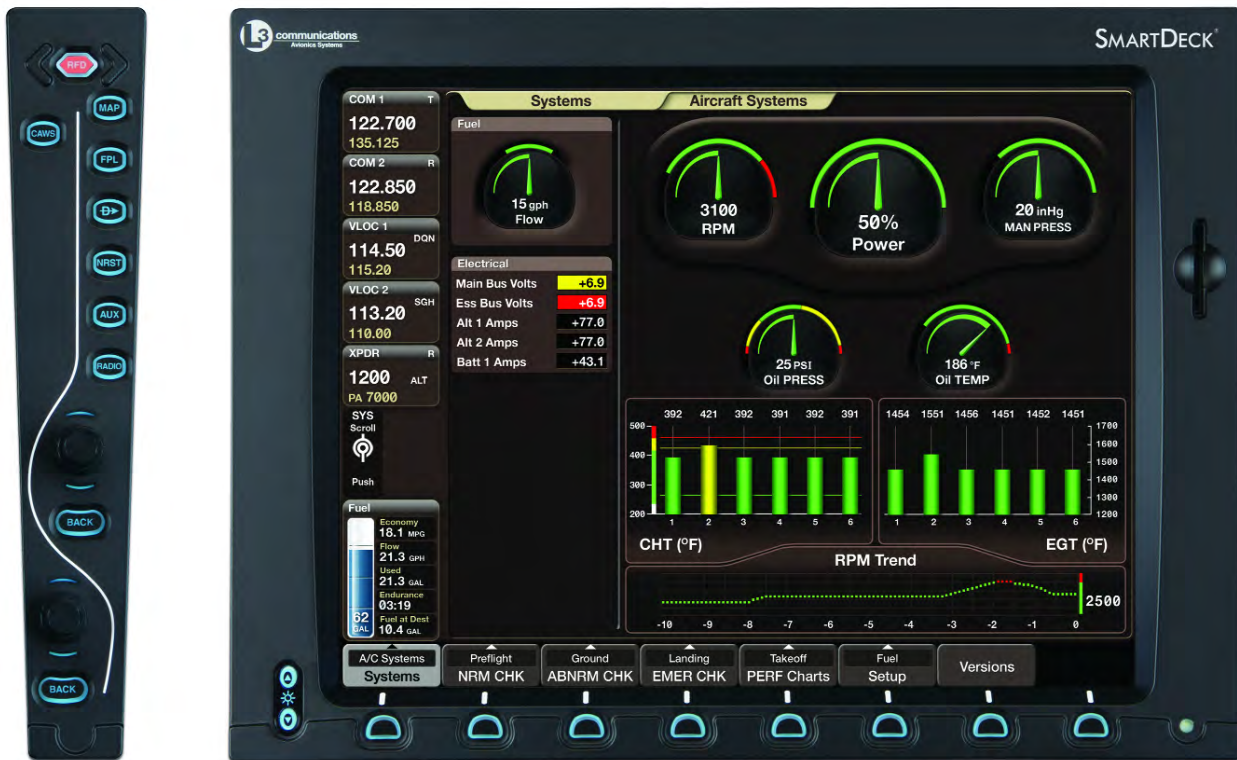 RFD
MAP
CAWS
FPL
D
NRST
AUX
RADIO
BACK
BACK
L3 communications
Avionics Systems
SMARTDECK
COM 1 T
122.700
135.125
COM 2 R
122.850
118.850
VLOC 1
DQN
114.50
115.20
VLOC 2
SGH
113.20
110.00
XPDR R
1200 ALT
PA 7000
SYS
Scroll
Push
Fuel
Economy
18.1 MPG
Flow
21.3 GPH
Used
21.3 GAL
Endurance
03:19
Fuel at Dest
10.4 GAL
62
GAL
Systems Aircraft Systems
Fuel
15 gph
Flow
Electrical
Main Bus Volts +6.9
Ess Bus Volts +6.9
Alt 1 Amps +77.0
Alt 2 Amps +77.0
Batt 1 Amps +43.1
3100
RPM
50%
Power
20 inHg
MAN PRESS
25 PSI
Oil PRESS
186 °F
Oil TEMP
392 421 392 391 392 391
500
400
300
200
1 2 3 4 5 6
CHT (°F)
1454 1551 1456 1451 1452 1451
1700
1600
1500
1400
1300
1200
1 2 3 4 5 6
EGT (°F)
RPM Trend
2500
-10 -9 -8 -7 -6 -5 -4 -3 -2 -1 0
A/C Systems
Systems
Preflight
NRM CHK
Ground
ABNRM CHK
Landing
EMER CHK
Takeoff
PERF Charts
Fuel
Setup
Versions